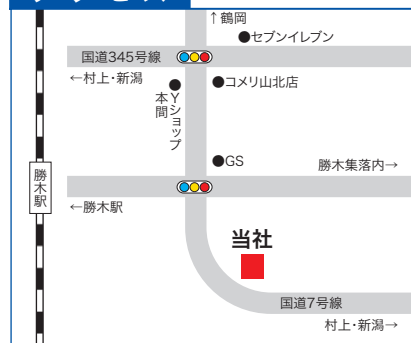 ↑鶴岡
●セブンイレブン
国道345号線
←村上・新潟
●コメリ山北店
●
Yショップ
本間
●GS
勝木集落内→
勝木駅
←勝木駅
当社
国道7号線
村上・新潟→